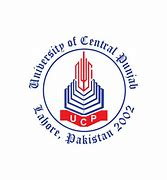 University of Central Punjab
UCP
Lahore, Pakistan 2002